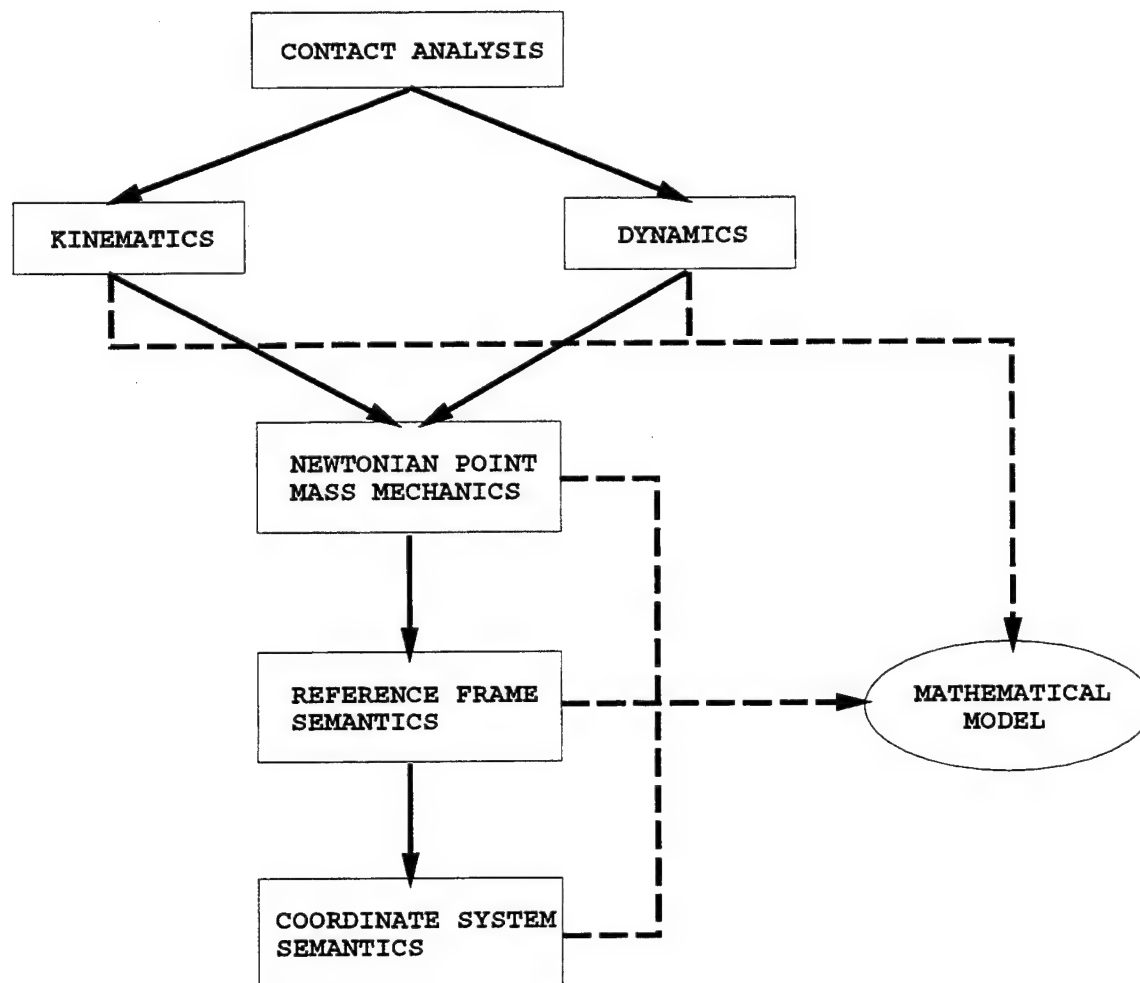 CONTACT ANALYSIS
KINEMATICS
DYNAMICS
NEWTONIAN POINT
MASS MECHANICS
REFERENCE FRAME
SEMANTICS
MATHEMATICAL
MODEL
COORDINATE SYSTEM
SEMANTICS